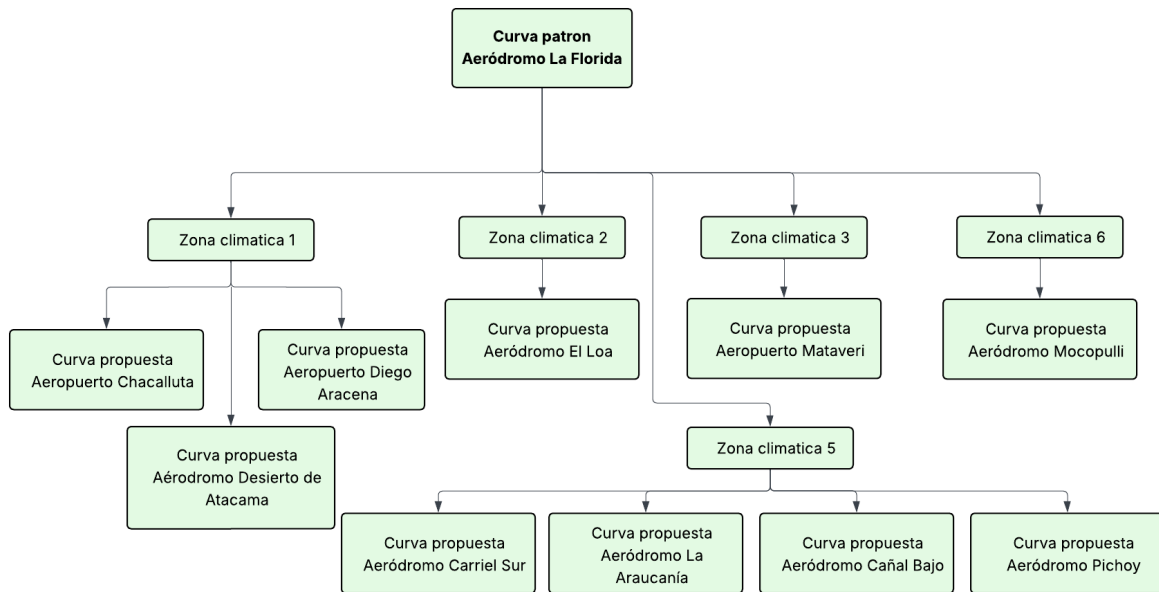 Curva patron
Aeródromo La Florida
Zona climatica 1
Zona climatica 2
Zona climatica 3
Zona climatica 6
Curva propuesta
Aeropuerto Chacalluta
Curva propuesta
Aeropuerto Diego
Aracena
Curva propuesta
Aeródromo El Loa
Curva propuesta
Aeropuerto Mataveri
Curva propuesta
Aeródromo Mocopulli
Curva propuesta
Aérodromo Desierto de
Atacama
Zona climatica 5
Curva propuesta
Aeródromo Carriel Sur
Curva propuesta
Aeródromo La
Araucanía
Curva propuesta
Aeródromo Cañal Bajo
Curva propuesta
Aeródromo Pichoy